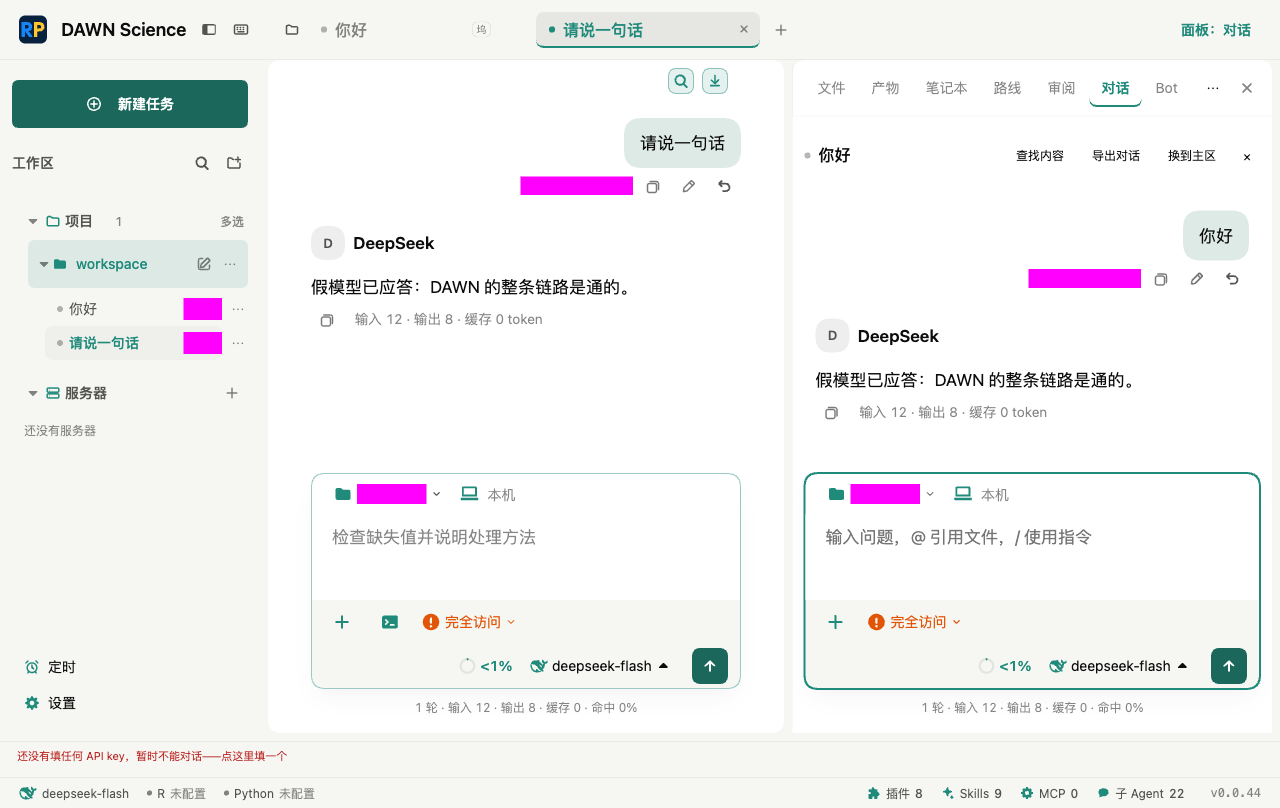 RP DAWN Science
你好
坞
请说一句话
面板：对话
新建任务
工作区
项目 1 多选
workspace
你好
请说一句话
服务器
还没有服务器
定时
设置
请说一句话
D DeepSeek
假模型已应答：DAWN 的整条链路是通的。
输入 12 · 输出 8 · 缓存 0 token
本机
检查缺失值并说明处理方法
完全访问
<1% deepseek-flash
1 轮 · 输入 12 · 输出 8 · 缓存 0 · 命中 0%
文件 产物 笔记本 路线 审阅 对话 Bot
你好 查找内容 导出对话 换到主区
你好
D DeepSeek
假模型已应答：DAWN 的整条链路是通的。
输入 12 · 输出 8 · 缓存 0 token
本机
输入问题，@ 引用文件，/ 使用指令
完全访问
<1% deepseek-flash
1 轮 · 输入 12 · 输出 8 · 缓存 0 · 命中 0%
还没有填任何 API key，暂时不能对话——点这里填一个
deepseek-flash R 未配置 Python 未配置
插件 8 Skills 9 MCP 0 子 Agent 22 v0.0.44